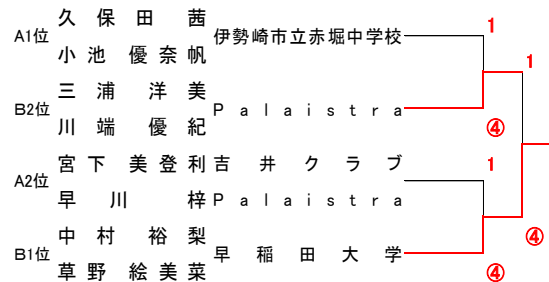 久保田茜
A1位 伊勢崎市立赤堀中学校
小池優奈帆
1
1
三浦洋美
B2位 Palaistra
川端優紀
④
宮下美登利 吉井クラブ
A2位
1
早川梓 Palaistra
④
中村裕梨
B1位 早稲田大学
草野絵美菜
④